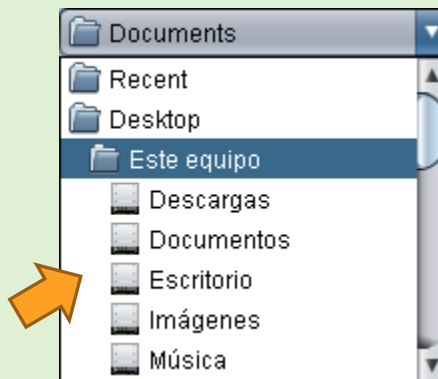 Documents
Recent
Desktop
Este equipo
Descargas
Documentos
Escritorio
Imágenes
Música